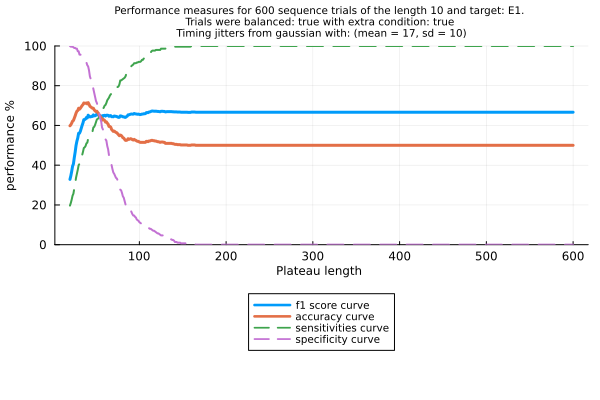 Performance measures for 600 sequence trials of the length 10 and target: E1.
Trials were balanced: true with extra condition: true
Timing jitters from gaussian with: (mean = 17, sd = 10)
100
80
60
40
20
0
performance %
100
200
300
400
500
600
Plateau length
f1 score curve
accuracy curve
sensitivities curve
specificity curve